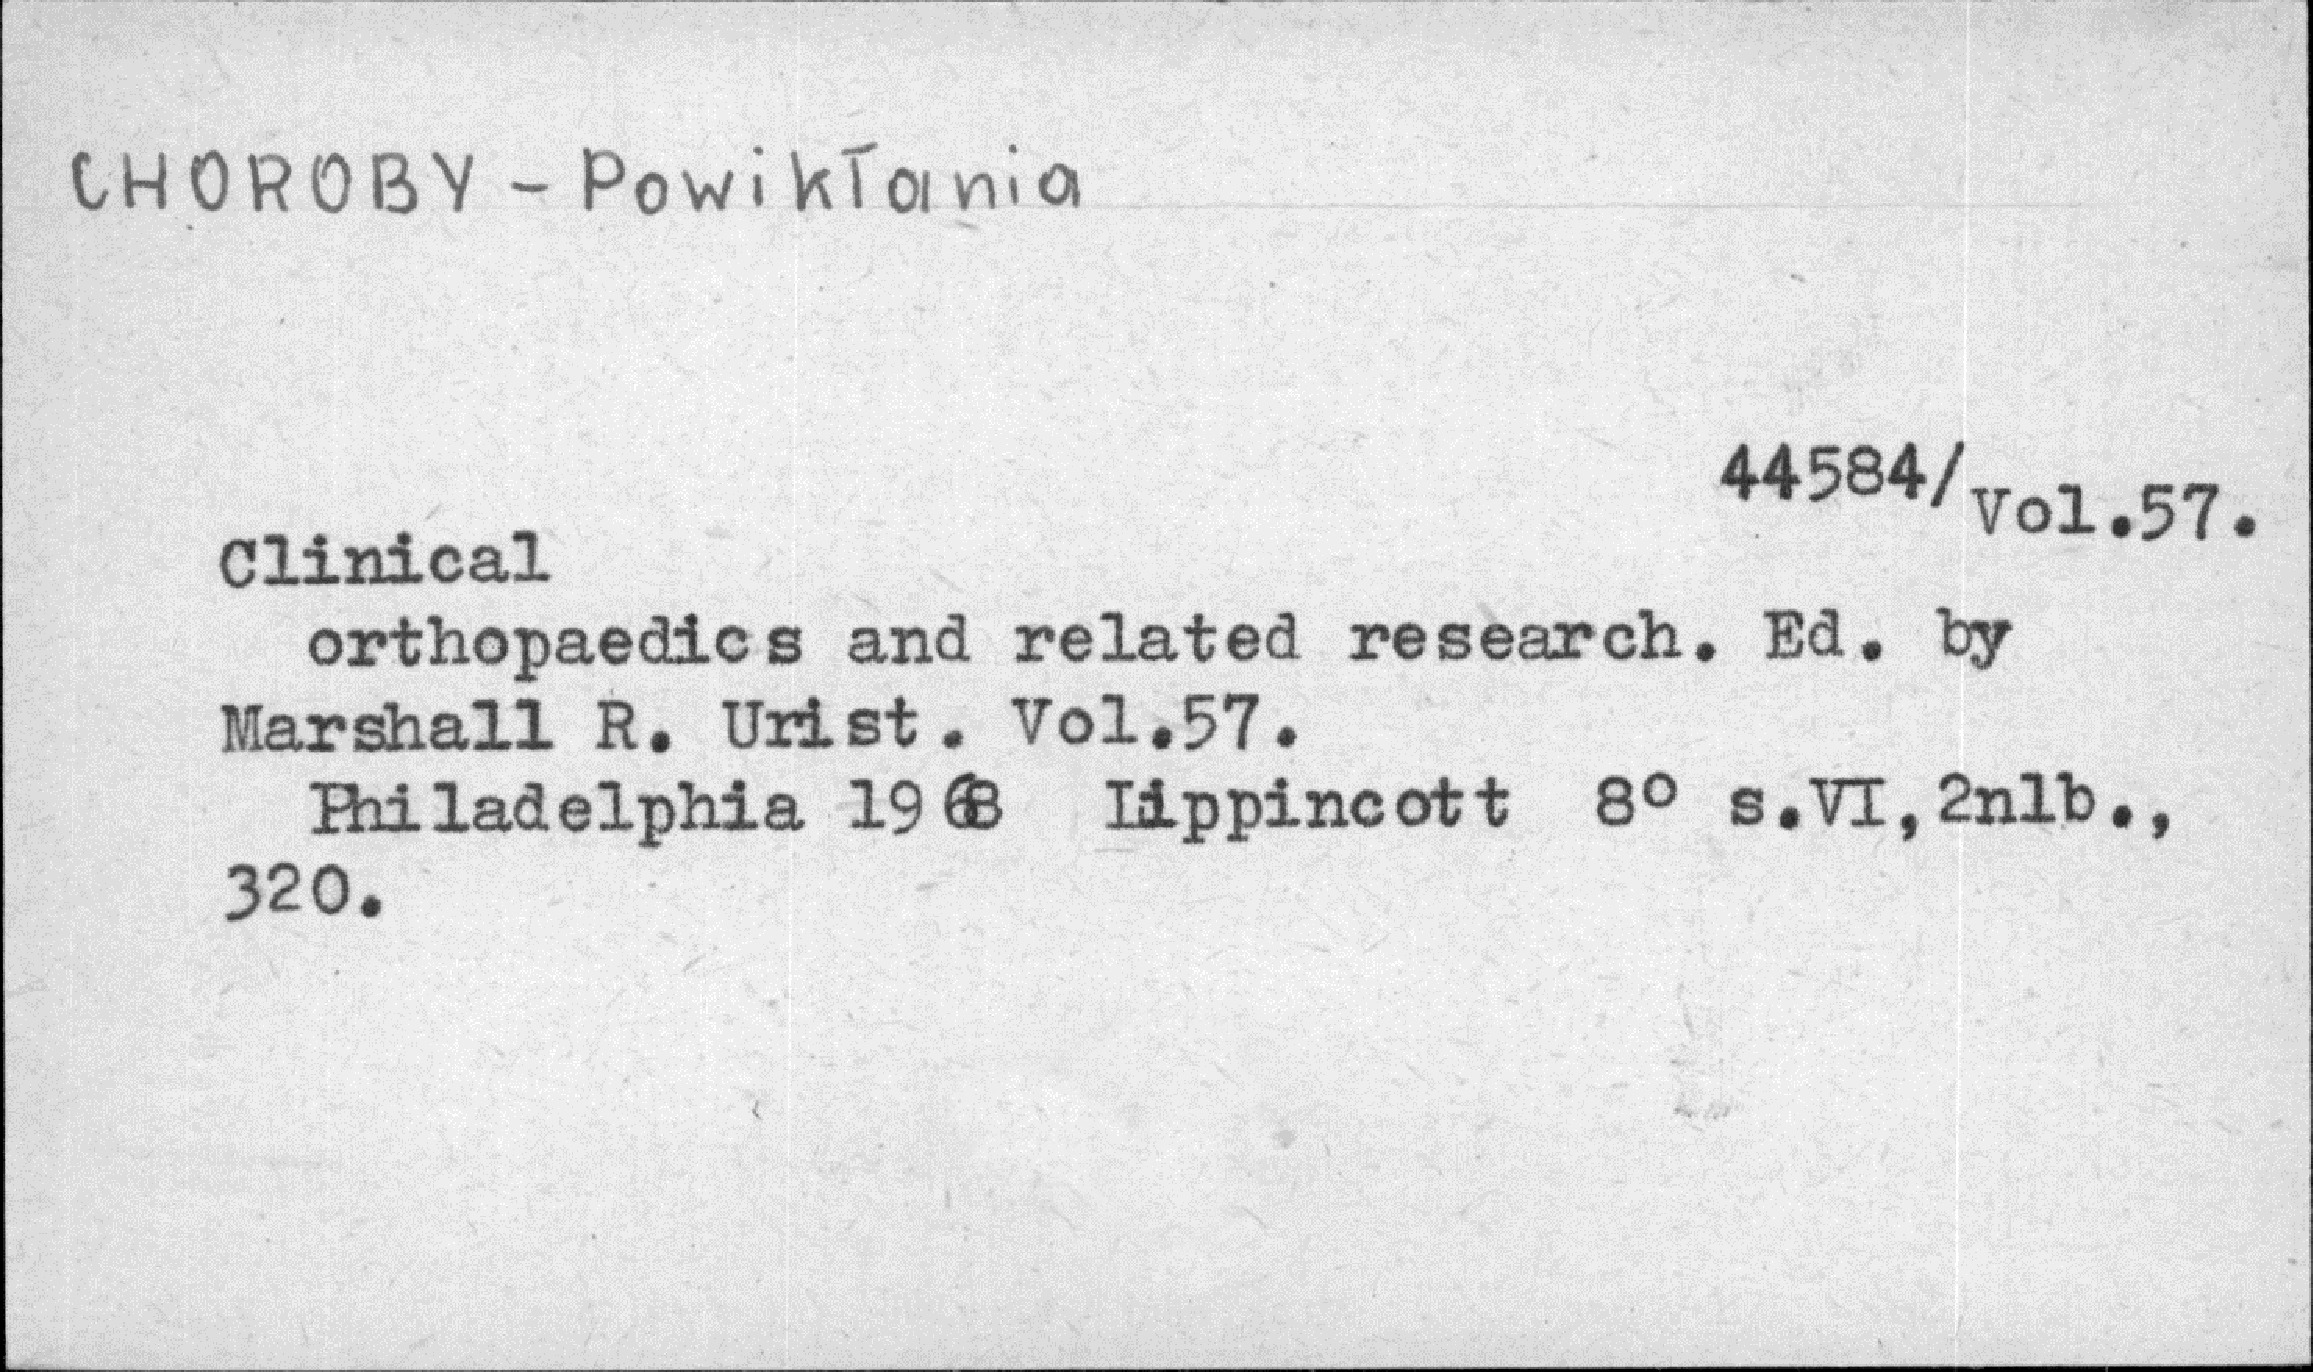 CHOROBY - Powikłania
44584/Vol.57.
Clinical
orthopaedics and related research. Ed. by
Marshall R. Urist. Vol.57.
Philadelphia 1968 Lippincott 8° s.VI,2nlb.,
320.